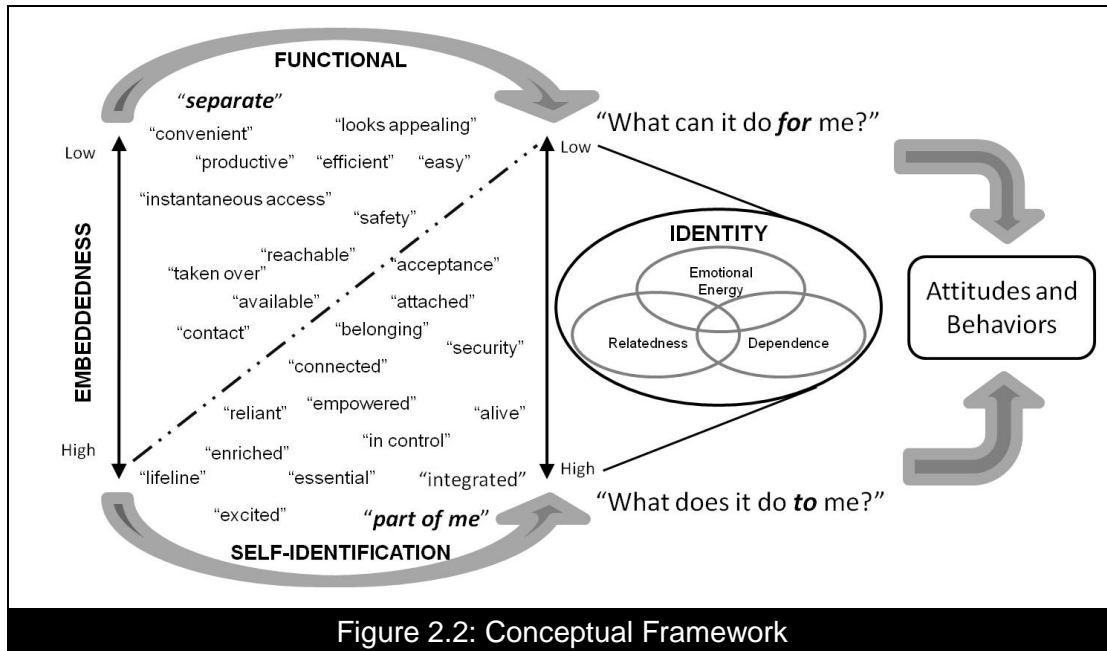 FUNCTIONAL
“separate”
“convenient”
“looks appealing”
Low
“productive”
“efficient”
“easy”
“instantaneous access”
“safety”
“reachable”
“acceptance”
“taken over”
“available”
“attached”
“contact”
“belonging”
“security”
“connected”
“reliant”
“empowered”
“alive”
“in control”
High
“enriched”
“lifeline”
“essential”
“integrated”
“excited”
“part of me”
SELF-IDENTIFICATION
EMBEDDEDNESS
“What can it do for me?”
Low
IDENTITY
Emotional
Energy
Relatedness
Dependence
High
“What does it do to me?”
Attitudes and
Behaviors
Figure 2.2: Conceptual Framework